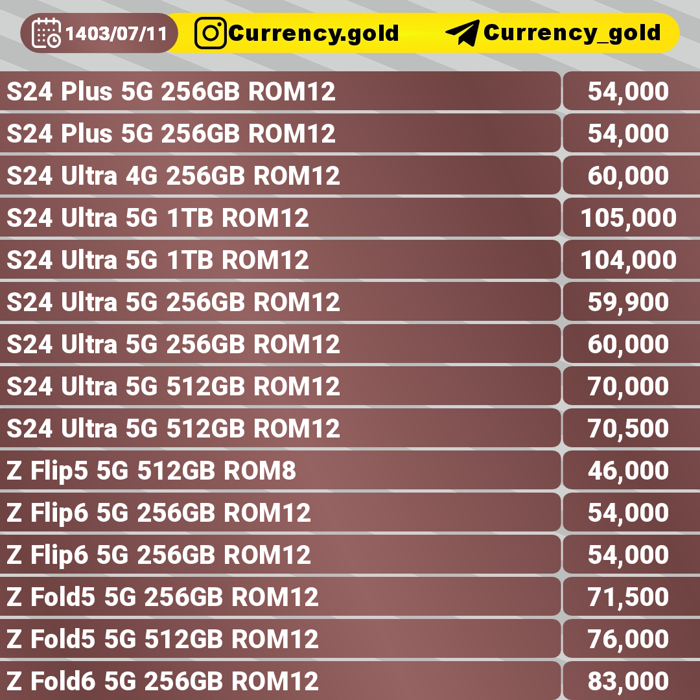 1403/07/11 Currency.gold Currency_gold
S24 Plus 5G 256GB ROM12 54,000
S24 Plus 5G 256GB ROM12 54,000
S24 Ultra 4G 256GB ROM12 60,000
S24 Ultra 5G 1TB ROM12 105,000
S24 Ultra 5G 1TB ROM12 104,000
S24 Ultra 5G 256GB ROM12 59,900
S24 Ultra 5G 256GB ROM12 60,000
S24 Ultra 5G 512GB ROM12 70,000
S24 Ultra 5G 512GB ROM12 70,500
Z Flip5 5G 512GB ROM8 46,000
Z Flip6 5G 256GB ROM12 54,000
Z Flip6 5G 256GB ROM12 54,000
Z Fold5 5G 256GB ROM12 71,500
Z Fold5 5G 512GB ROM12 76,000
Z Fold6 5G 256GB ROM12 83,000